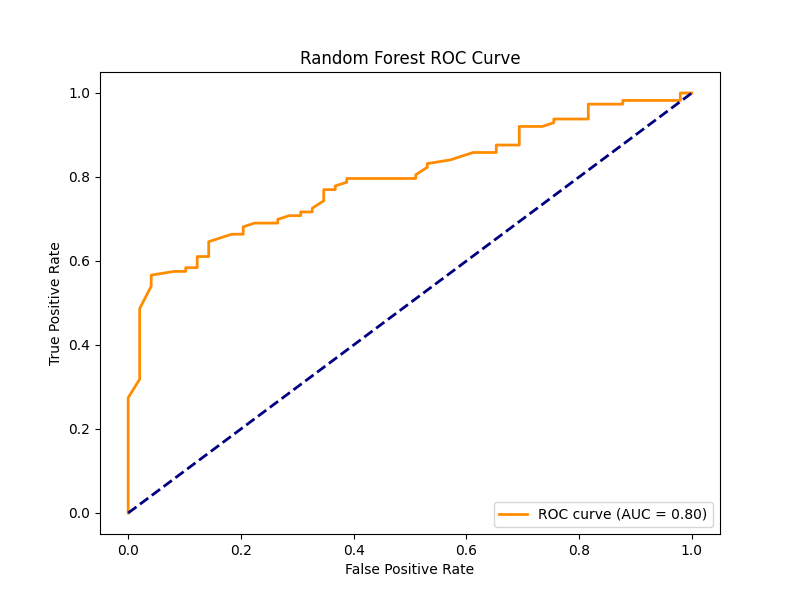 Random Forest ROC Curve
1.0
0.8
0.6
0.4
0.2
0.0
True Positive Rate
ROC curve (AUC = 0.80)
0.0 0.2 0.4 0.6 0.8 1.0
False Positive Rate